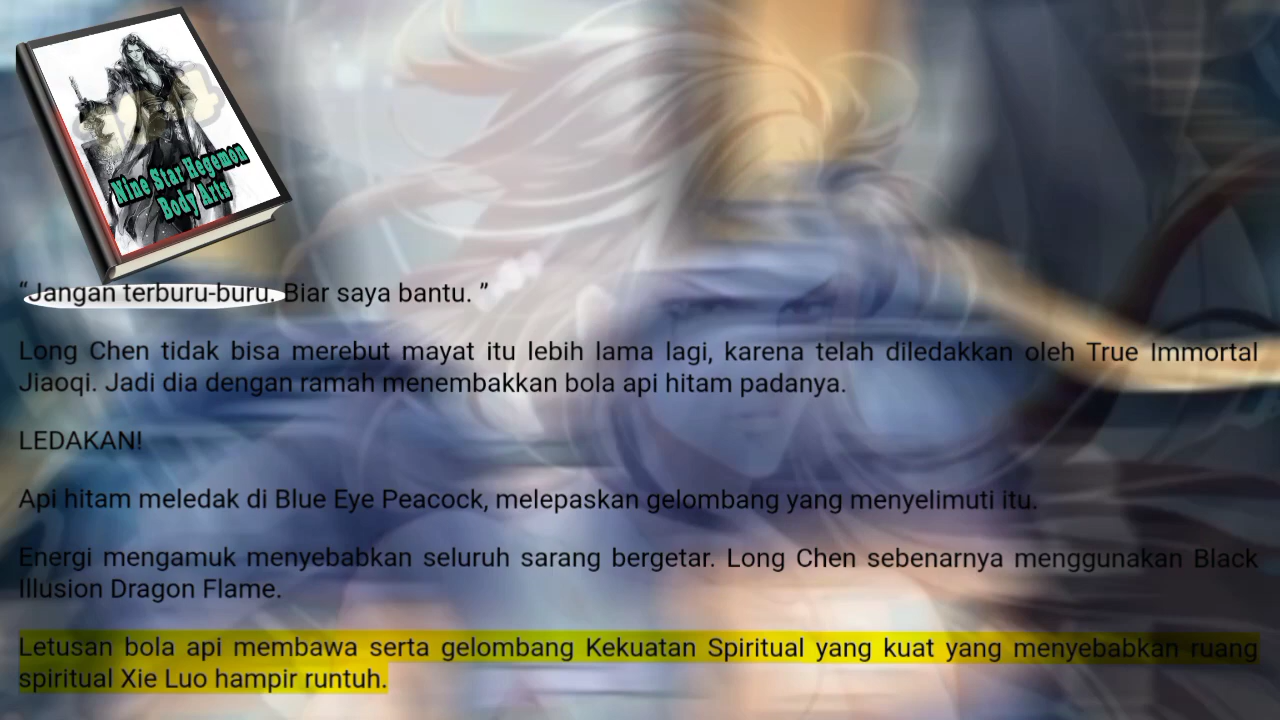 Nine Star Hegemon
Body Arts
“Jangan terburu-buru. Biar saya bantu. ”
Long Chen tidak bisa merebut mayat itu lebih lama lagi, karena telah diledakkan oleh True Immortal
Jiaoqi. Jadi dia dengan ramah menembakkan bola api hitam padanya.
LEDAKAN!
Api hitam meledak di Blue Eye Peacock, melepaskan gelombang yang menyelimuti itu.
Energi mengamuk menyebabkan seluruh sarang bergetar. Long Chen sebenarnya menggunakan Black
Illusion Dragon Flame.
Letusan bola api membawa serta gelombang Kekuatan Spiritual yang kuat yang menyebabkan ruang
spiritual Xie Luo hampir runtuh.